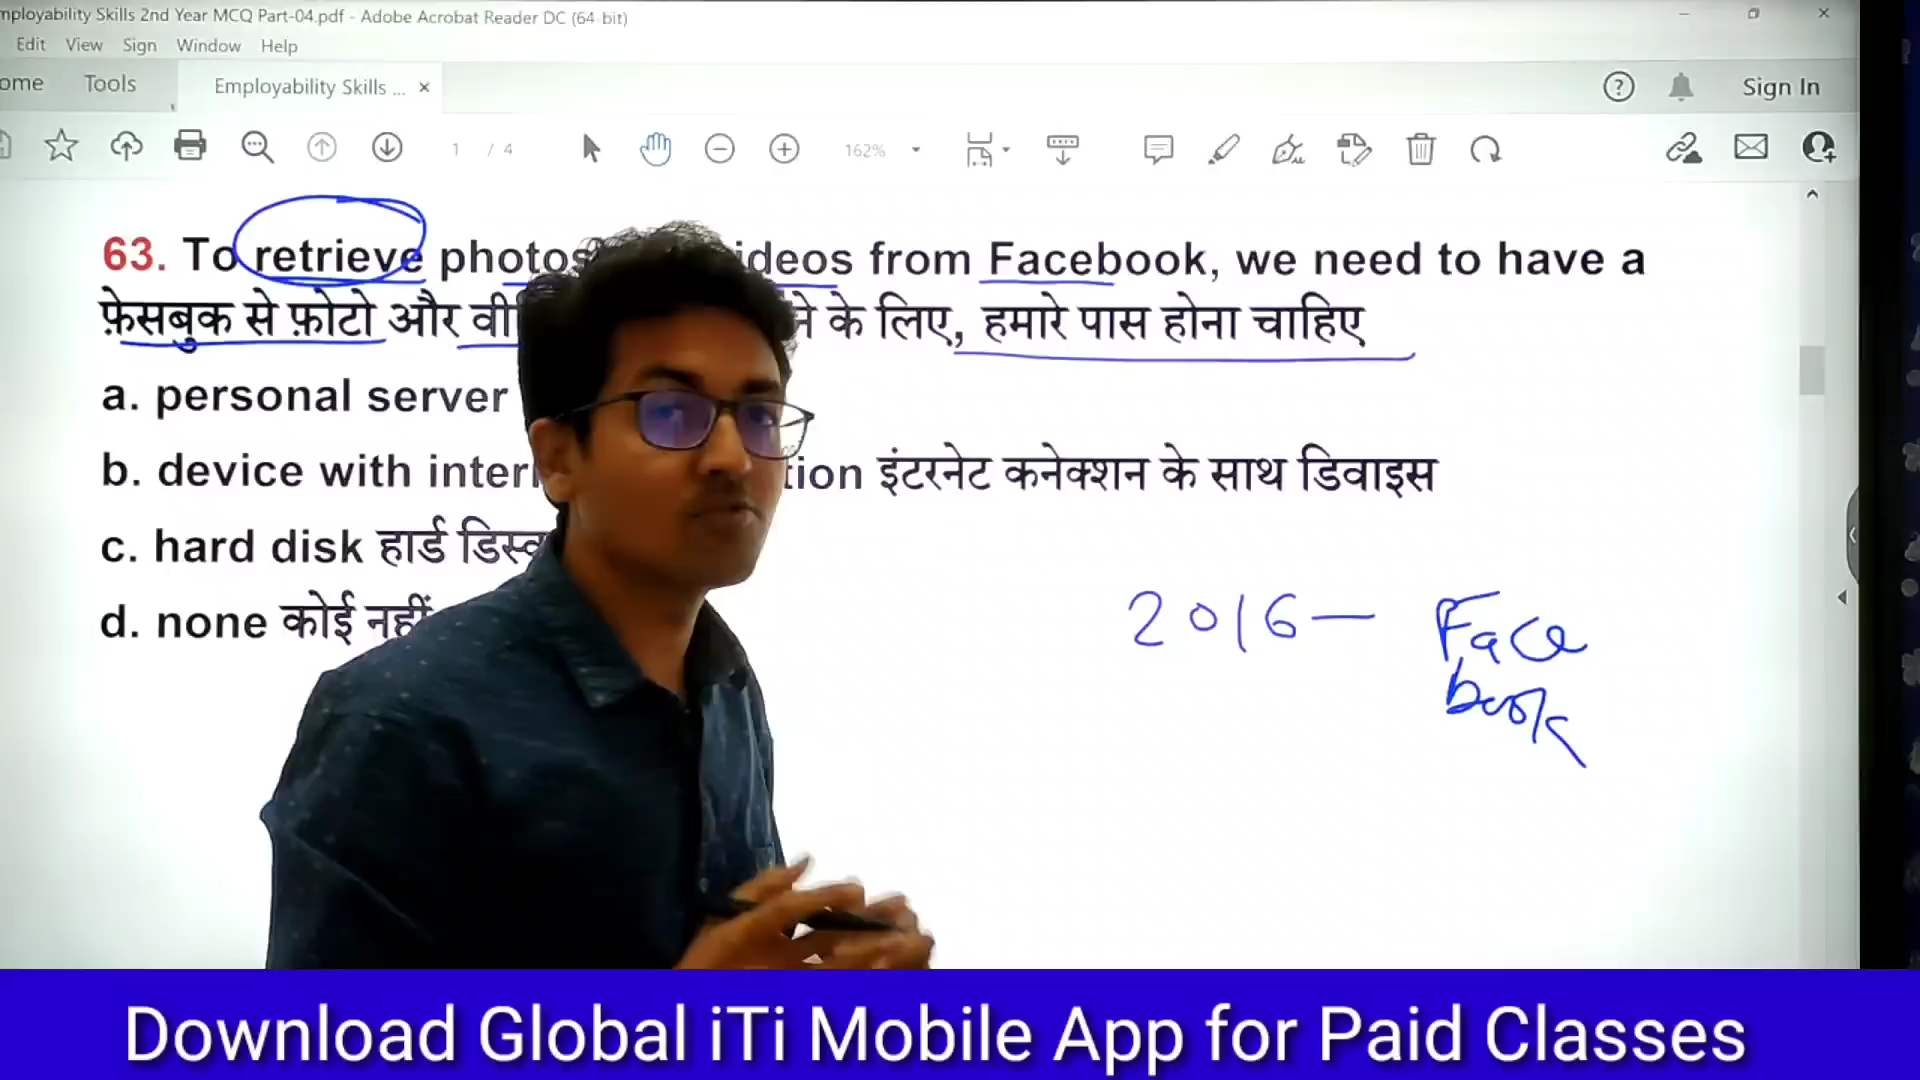 mployability Skills 2nd Year MCQ Part-04.pdf - Adobe Acrobat Reader DC (64-bit)
Edit View Sign Window Help
ome Tools Employability Skills ... × Sign In
1 / 4 162%
63. To retrieve photos ideos from Facebook, we need to have a
फ़ेसबुक से फ़ोटो और वी ने के लिए, हमारे पास होना चाहिए
a. personal server
b. device with inter tion इंटरनेट कनेक्शन के साथ डिवाइस
c. hard disk हार्ड डिस्क
d. none कोई नहीं
2016 — Face
book
Download Global iTi Mobile App for Paid Classes